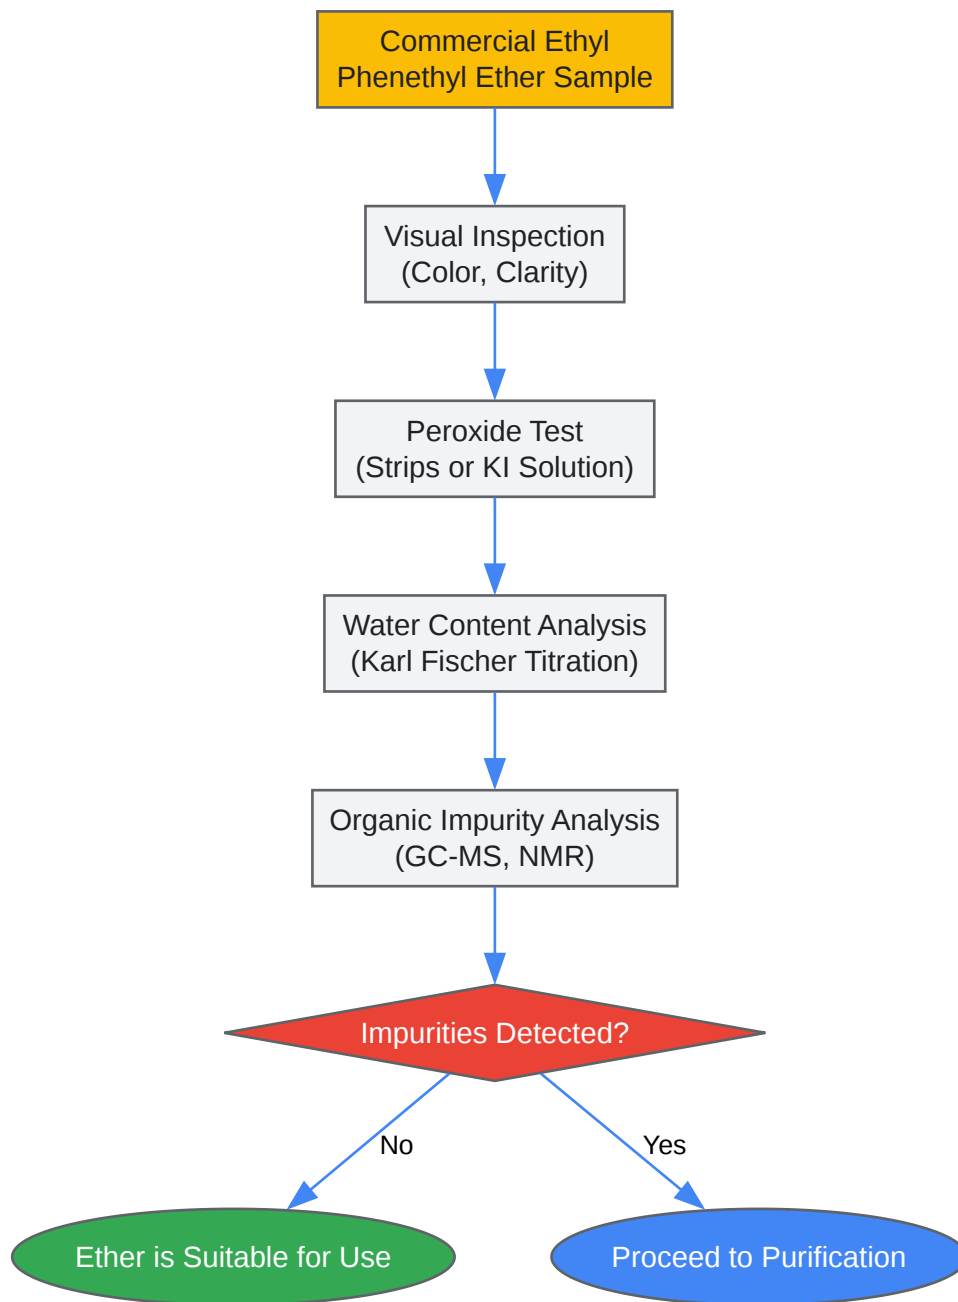 Commercial Ethyl
Phenethyl Ether Sample
Visual Inspection
(Color, Clarity)
Peroxide Test
(Strips or KI Solution)
Water Content Analysis
(Karl Fischer Titration)
Organic Impurity Analysis
(GC-MS, NMR)
Impurities Detected?
No
Yes
Ether is Suitable for Use
Proceed to Purification